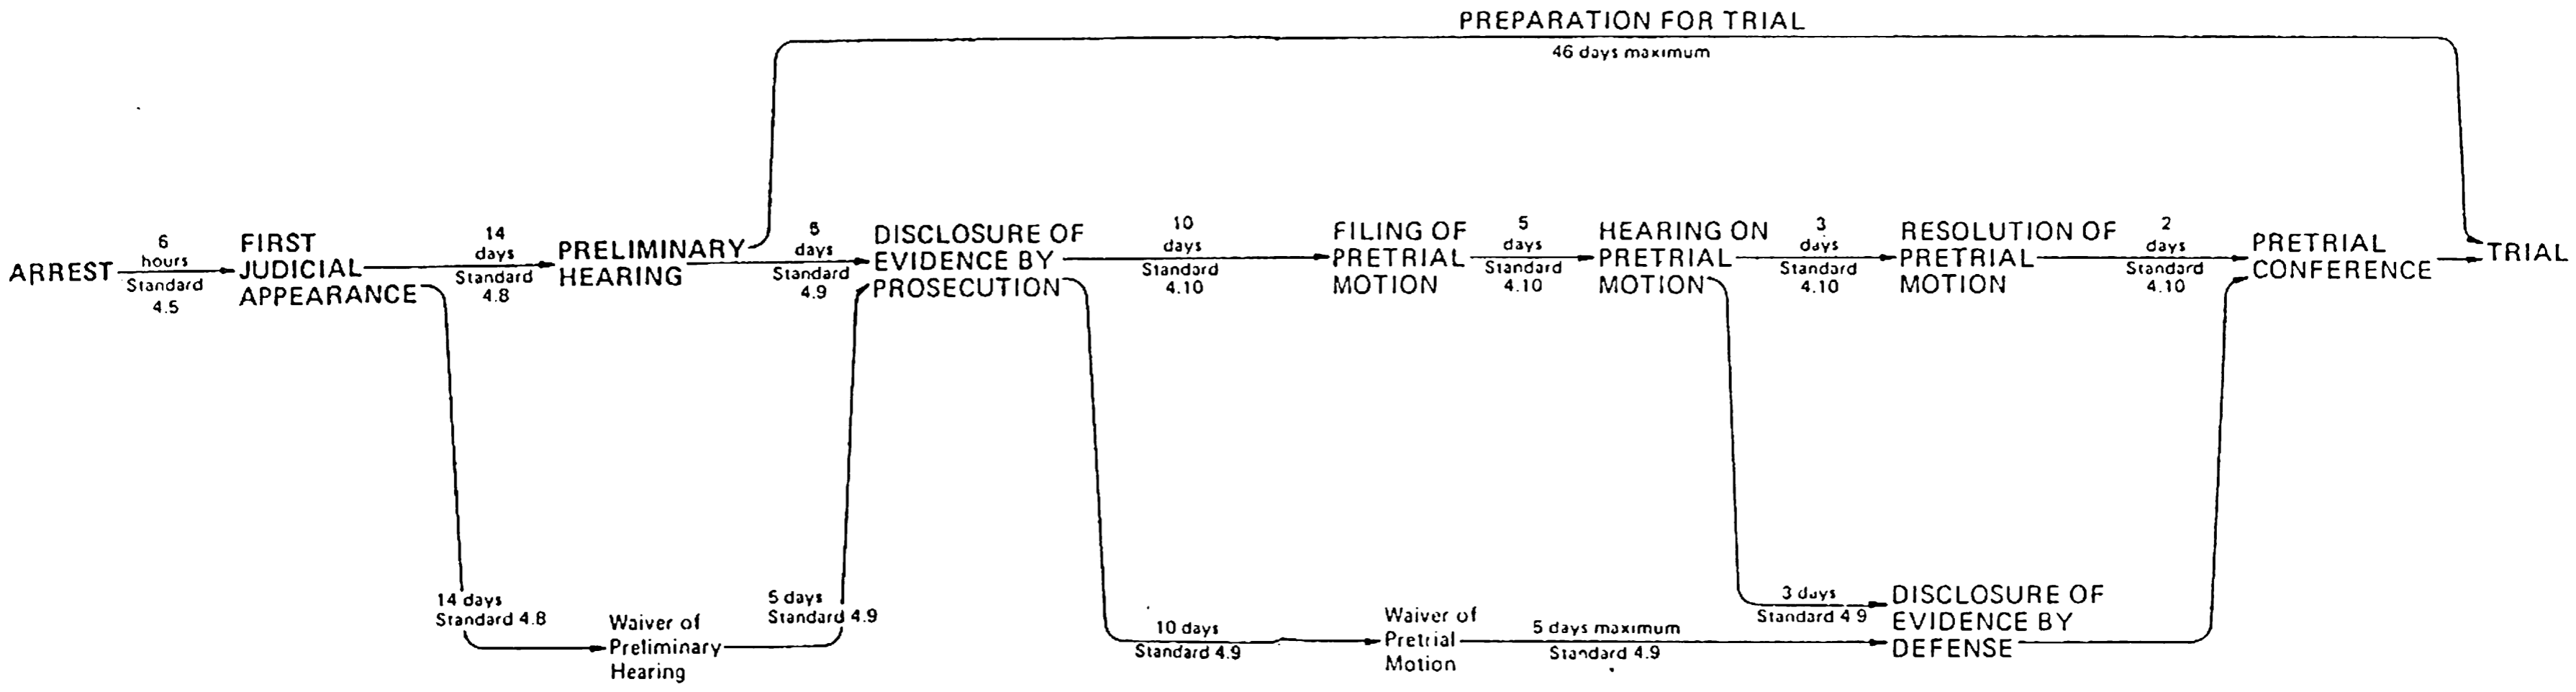 PREPARATION FOR TRIAL
46 days maximum
ARREST
6
hours
Standard
4.5
FIRST
JUDICIAL
APPEARANCE
14
days
Standard
4.8
PRELIMINARY
HEARING
5
days
Standard
4.9
DISCLOSURE OF
EVIDENCE BY
PROSECUTION
10
days
Standard
4.10
FILING OF
PRETRIAL
MOTION
5
days
Standard
4.10
HEARING ON
PRETRIAL
MOTION
3
days
Standard
4.10
RESOLUTION OF
PRETRIAL
MOTION
2
days
Standard
4.10
PRETRIAL
CONFERENCE
TRIAL
14 days
Standard 4.8
Waiver of
Preliminary
Hearing
5 days
Standard 4.9
10 days
Standard 4.9
Waiver of
Pretrial
Motion
5 days maximum
Standard 4.9
3 days
Standard 4 9
DISCLOSURE OF
EVIDENCE BY
DEFENSE